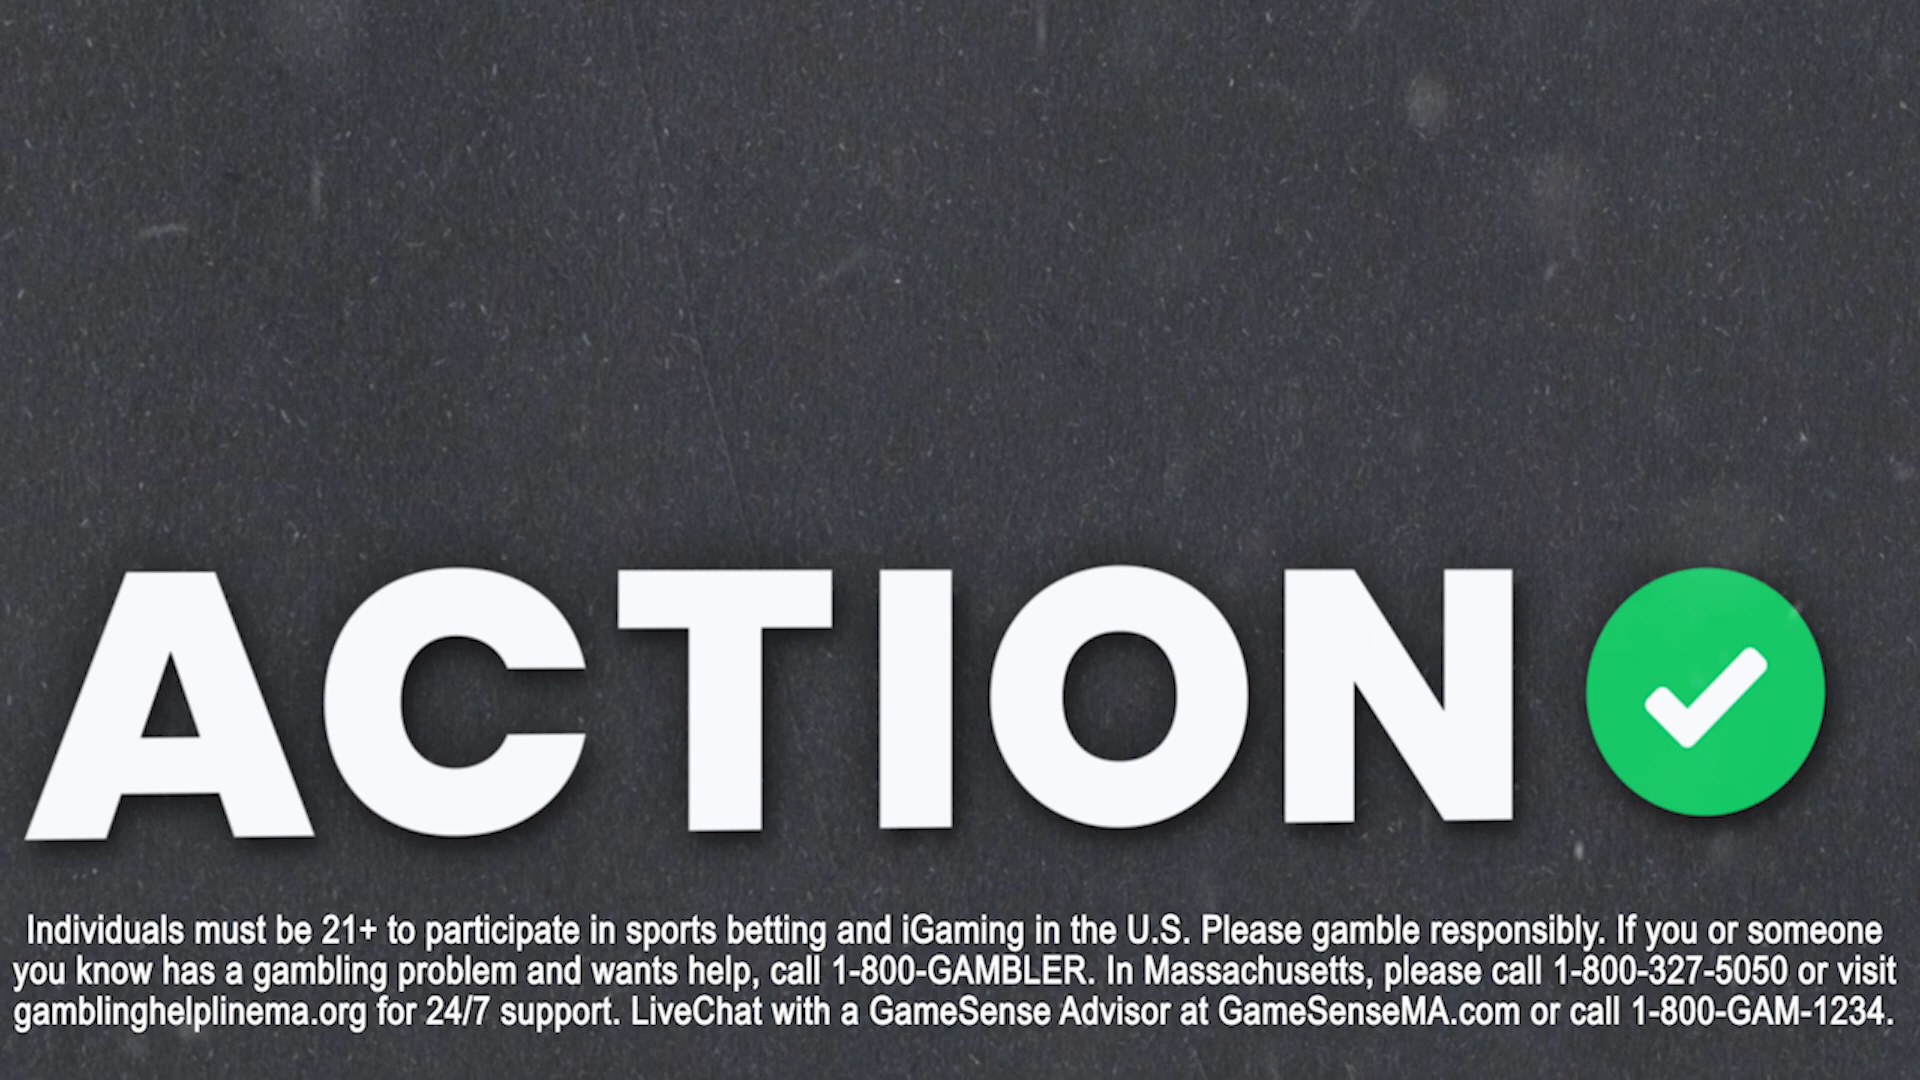 ACTION
Individuals must be 21+ to participate in sports betting and iGaming in the U.S. Please gamble responsibly. If you or someone
you know has a gambling problem and wants help, call 1-800-GAMBLER. In Massachusetts, please call 1-800-327-5050 or visit
gamblinghelplinema.org for 24/7 support. LiveChat with a GameSense Advisor at GameSenseMA.com or call 1-800-GAM-1234.